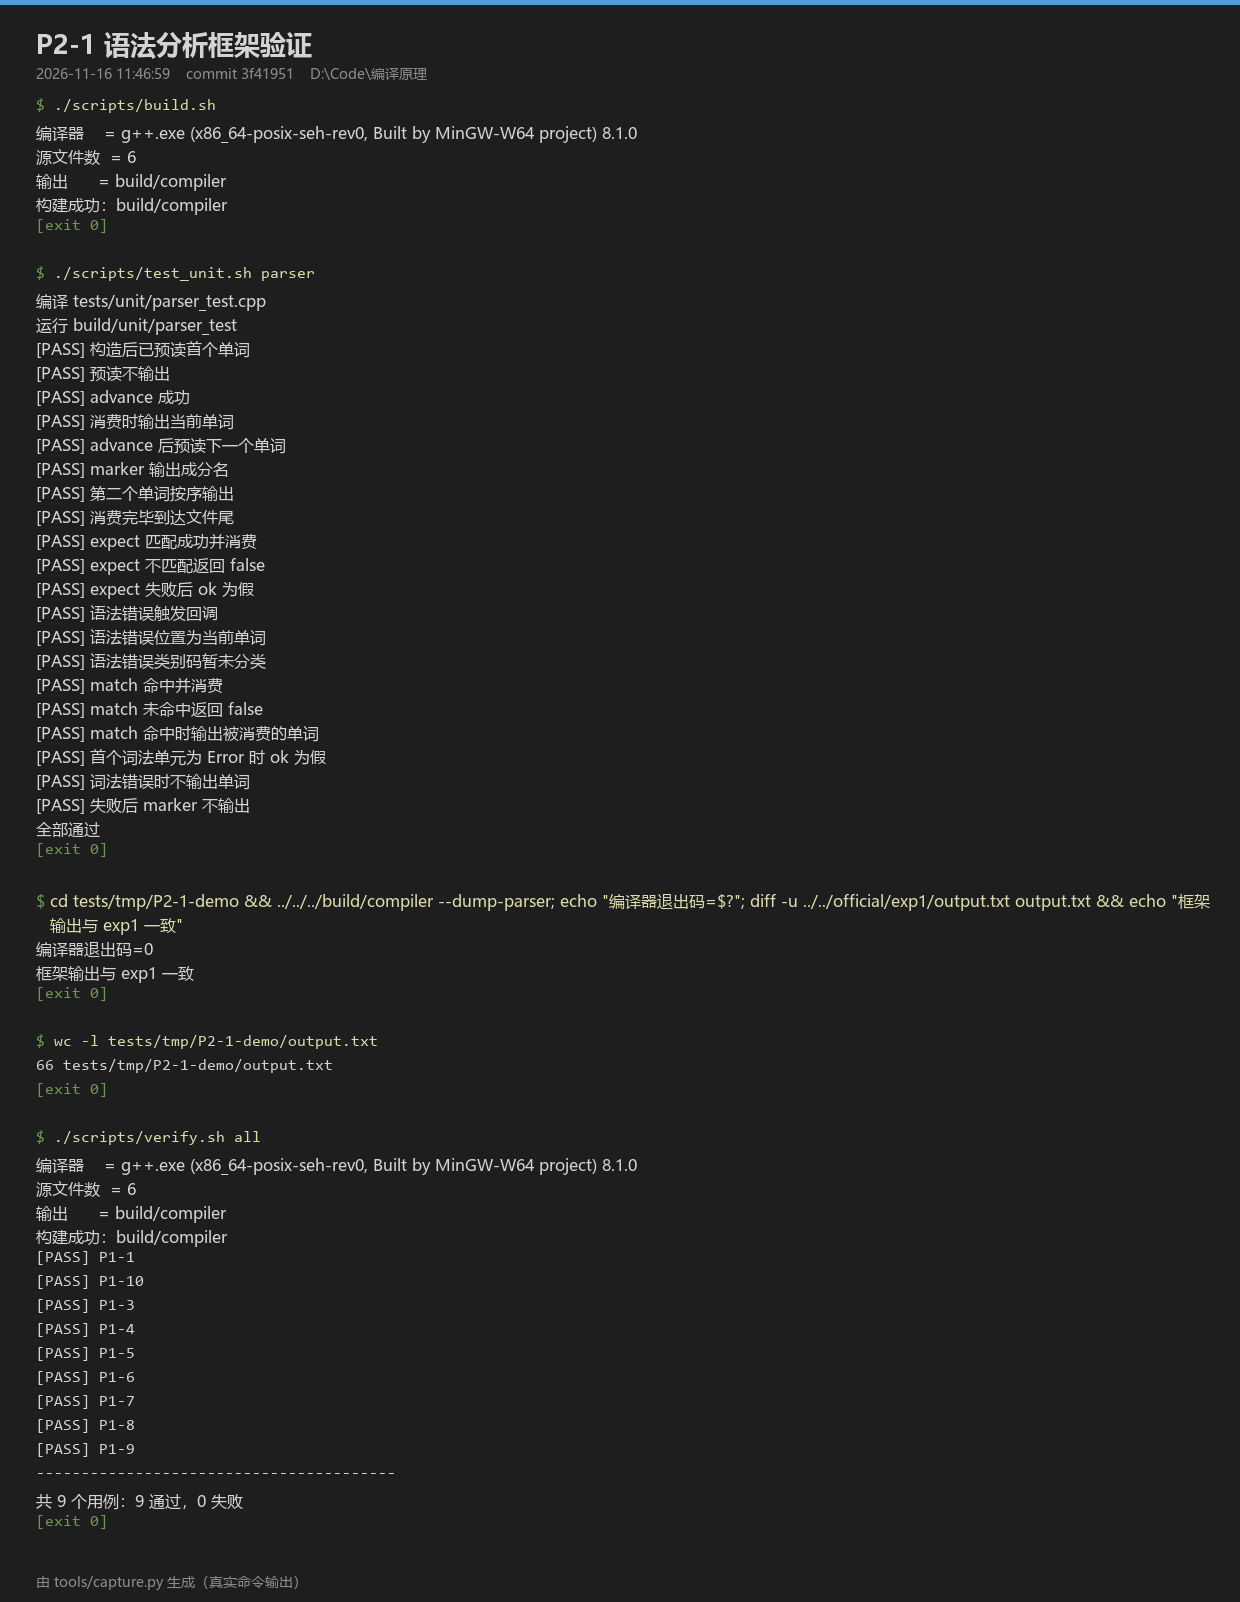 P2-1 语法分析框架验证
2026-11-16 11:46:59 commit 3f41951 D:\Code\编译原理
$ ./scripts/build.sh
编译器 = g++.exe (x86_64-posix-seh-rev0, Built by MinGW-W64 project) 8.1.0
源文件数 = 6
输出 = build/compiler
构建成功：build/compiler
[exit 0]
$ ./scripts/test_unit.sh parser
编译 tests/unit/parser_test.cpp
运行 build/unit/parser_test
[PASS] 构造后已预读首个单词
[PASS] 预读不输出
[PASS] advance 成功
[PASS] 消费时输出当前单词
[PASS] advance 后预读下一个单词
[PASS] marker 输出成分名
[PASS] 第二个单词按序输出
[PASS] 消费完毕到达文件尾
[PASS] expect 匹配成功并消费
[PASS] expect 不匹配返回 false
[PASS] expect 失败后 ok 为假
[PASS] 语法错误触发回调
[PASS] 语法错误位置为当前单词
[PASS] 语法错误类别码暂未分类
[PASS] match 命中并消费
[PASS] match 未命中返回 false
[PASS] match 命中时输出被消费的单词
[PASS] 首个词法单元为 Error 时 ok 为假
[PASS] 词法错误时不输出单词
[PASS] 失败后 marker 不输出
全部通过
[exit 0]
$ cd tests/tmp/P2-1-demo && ../../../build/compiler --dump-parser; echo "编译器退出码=$?"; diff -u ../../official/exp1/output.txt output.txt && echo "框架
输出与 exp1 一致"
编译器退出码=0
框架输出与 exp1 一致
[exit 0]
$ wc -l tests/tmp/P2-1-demo/output.txt
66 tests/tmp/P2-1-demo/output.txt
[exit 0]
$ ./scripts/verify.sh all
编译器 = g++.exe (x86_64-posix-seh-rev0, Built by MinGW-W64 project) 8.1.0
源文件数 = 6
输出 = build/compiler
构建成功：build/compiler
[PASS] P1-1
[PASS] P1-10
[PASS] P1-3
[PASS] P1-4
[PASS] P1-5
[PASS] P1-6
[PASS] P1-7
[PASS] P1-8
[PASS] P1-9
----------------------------------------
共 9 个用例：9 通过，0 失败
[exit 0]
由 tools/capture.py 生成（真实命令输出）